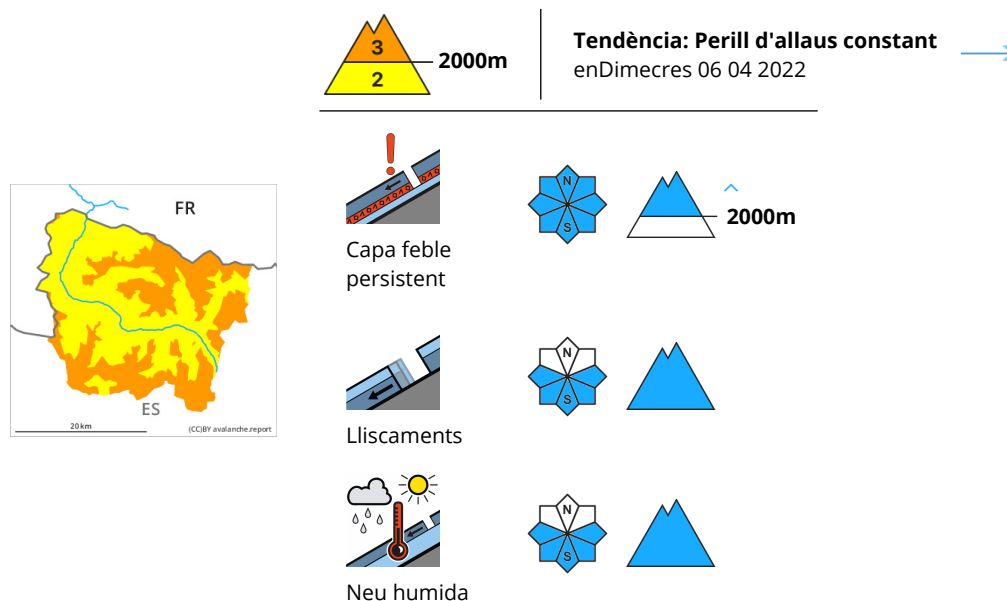 3
2
2000m
Tendència: Perill d'allaus constant
enDimecres 06 04 2022
FR
ES
20 km
(CC)BY avalanche.report
N
S
2000m
Capa feble
persistent
N
S
Lliscaments
N
S
Neu humida